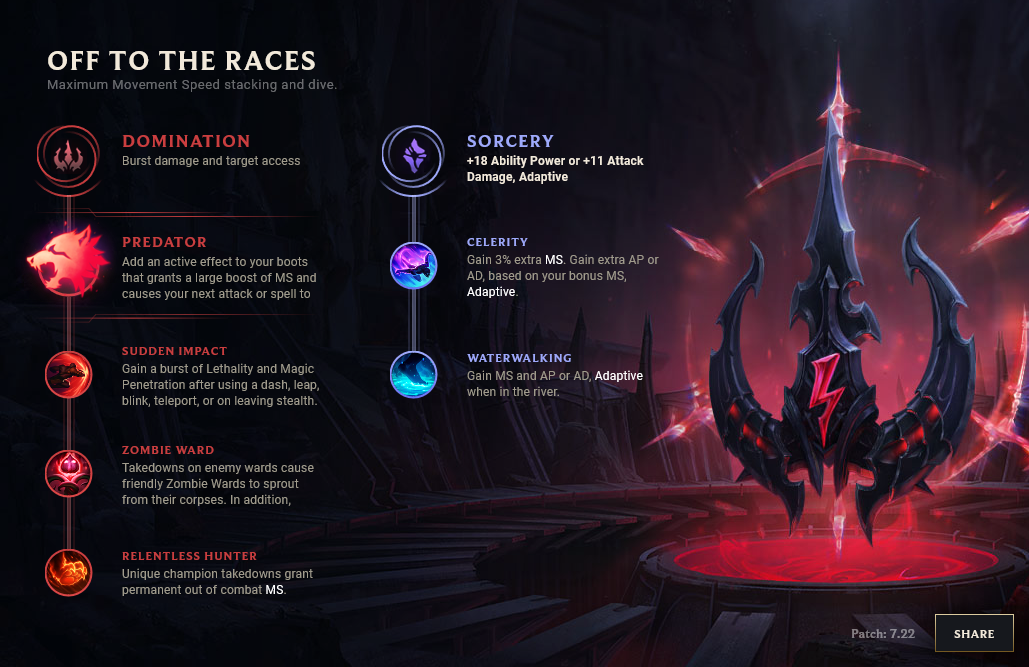 OFF TO THE RACES
Maximum Movement Speed stacking and dive.
DOMINATION
Burst damage and target access
PREDATOR
Add an active effect to your boots
that grants a large boost of MS and
causes your next attack or spell to
SUDDEN IMPACT
Gain a burst of Lethality and Magic
Penetration after using a dash, leap,
blink, teleport, or on leaving stealth.
ZOMBIE WARD
Takedowns on enemy wards cause
friendly Zombie Wards to sprout
from their corpses. In addition,
RELENTLESS HUNTER
Unique champion takedowns grant
permanent out of combat MS.
SORCERY
+18 Ability Power or +11 Attack
Damage, Adaptive
CELERITY
Gain 3% extra MS. Gain extra AP or
AD, based on your bonus MS,
Adaptive.
WATERWALKING
Gain MS and AP or AD, Adaptive
when in the river.
Patch: 7.22
SHARE